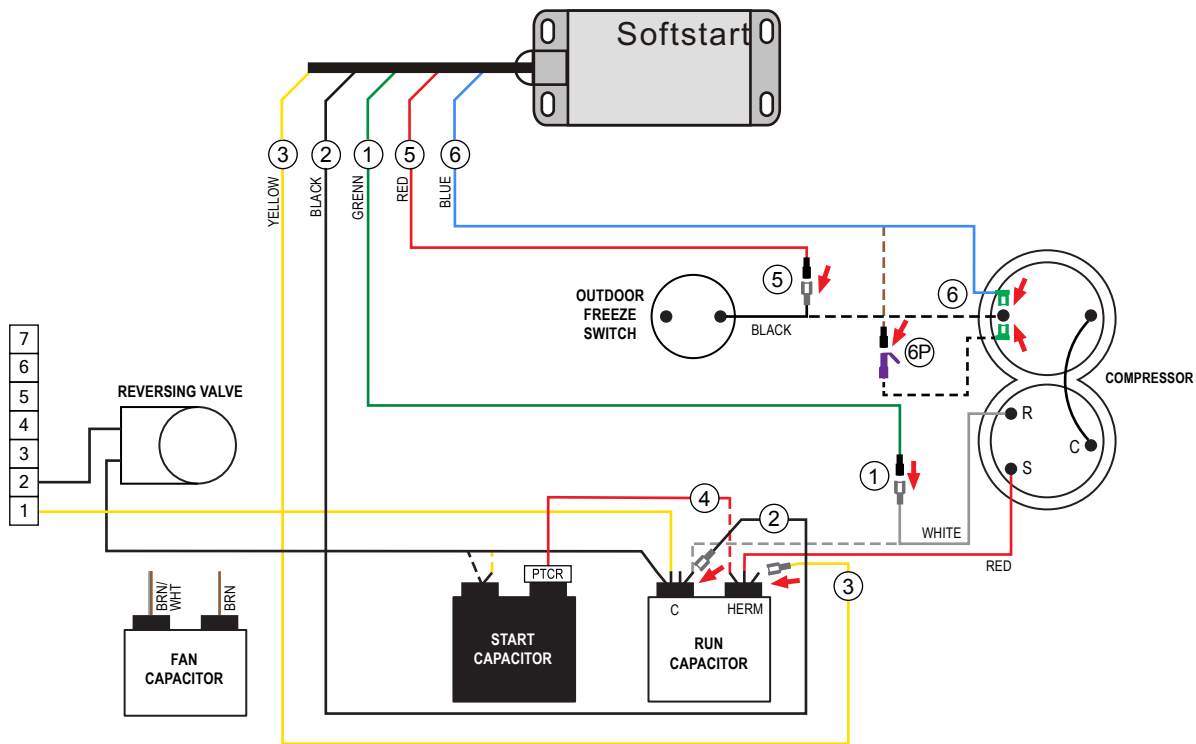 Softstart
3
2
1
5
6
YELLOW
BLACK
GRENN
RED
BLUE
5
6
OUTDOOR
FREEZE
SWITCH
BLACK
6P
COMPRESSOR
7
6
5
4
3
2
1
REVERSING VALVE
R
C
S
1
4
2
WHITE
RED
PTCR
3
BRN/
WHT
BRN
C
HERM
FAN
CAPACITOR
START
CAPACITOR
RUN
CAPACITOR